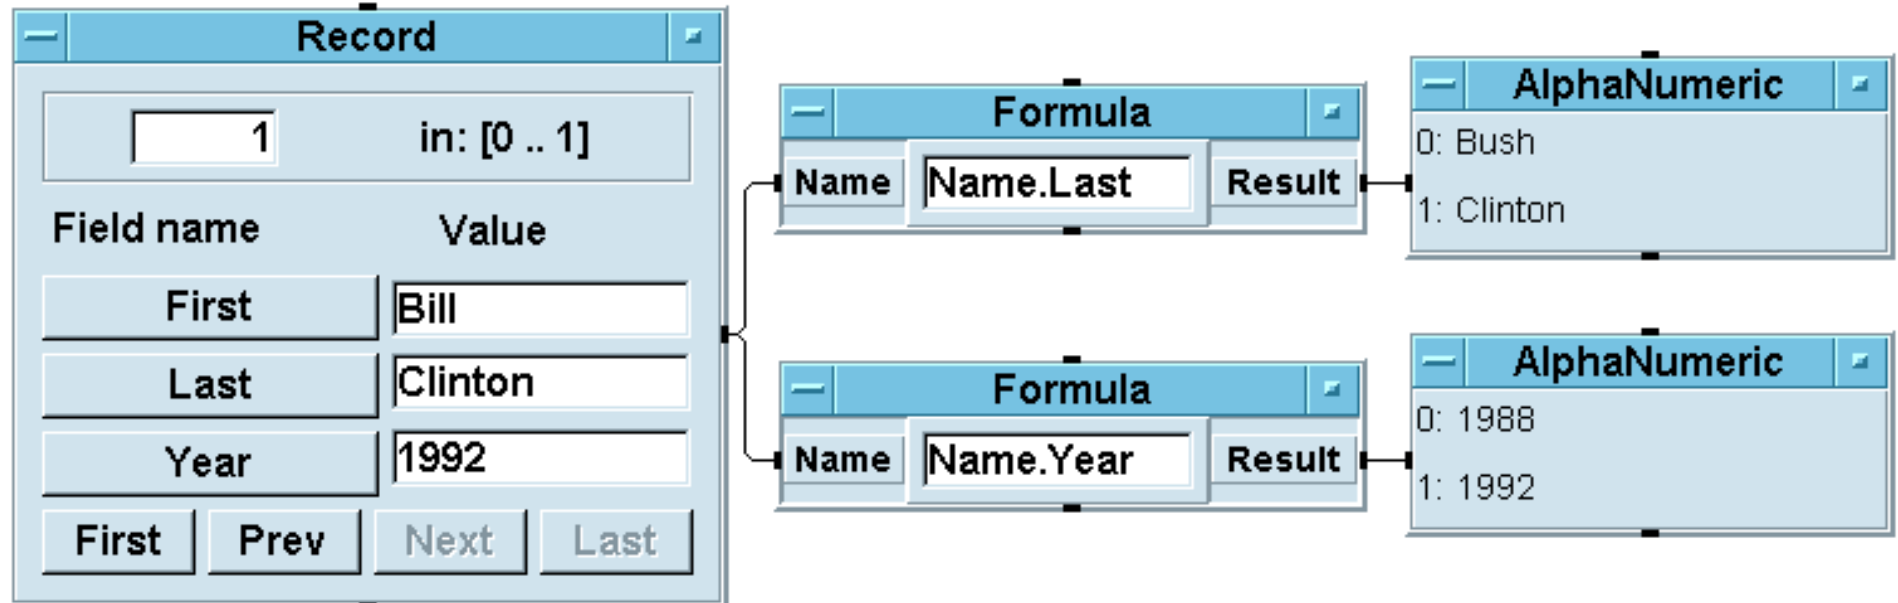 Record
1 in: [0 .. 1]
Field name Value
First Bill
Last Clinton
Year 1992
First Prev Next Last
Formula
Name Name.Last Result
AlphaNumeric
0: Bush
1: Clinton
Formula
Name Name.Year Result
AlphaNumeric
0: 1988
1: 1992